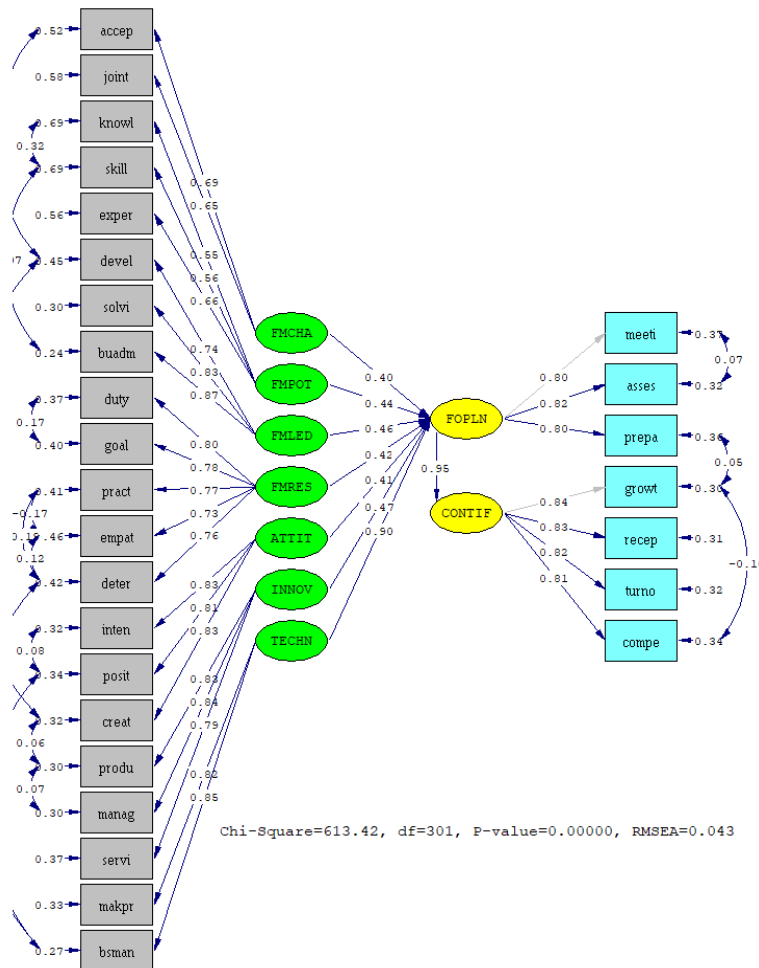 0.52 accep
0.58 joint
0.69 knowl
0.32
0.69 skill
0.56 exper
0.45 devel
0.30 solvi
0.24 buadm
0.37 duty
0.17
0.40 goal
0.41 pract
-0.17
0.46 empat
0.12
0.42 deter
0.32 inten
0.08
0.34 posit
0.32 creat
0.06
0.30 produ
0.07
0.30 manag
0.37 servi
0.33 makpr
0.27 bsman
0.69
0.65
0.55
0.56
0.66
0.74
0.83
0.87
0.80
0.78
0.77
0.73
0.76
0.83
0.81
0.83
0.83
0.84
0.79
0.82
0.85
FMCHA
FMPOT
FMLED
FMRES
ATTIT
INNOV
TECHN
0.40
0.44
0.46
0.42
0.41
0.47
0.90
FOPLN
0.95
CONTIF
0.80
0.82
0.80
0.84
0.83
0.82
0.81
meeti 0.37
0.07
asses 0.32
prepa 0.36
0.05
growt 0.30
recep 0.31
turno 0.32
compe 0.34
Chi-Square=613.42, df=301, P-value=0.00000, RMSEA=0.043